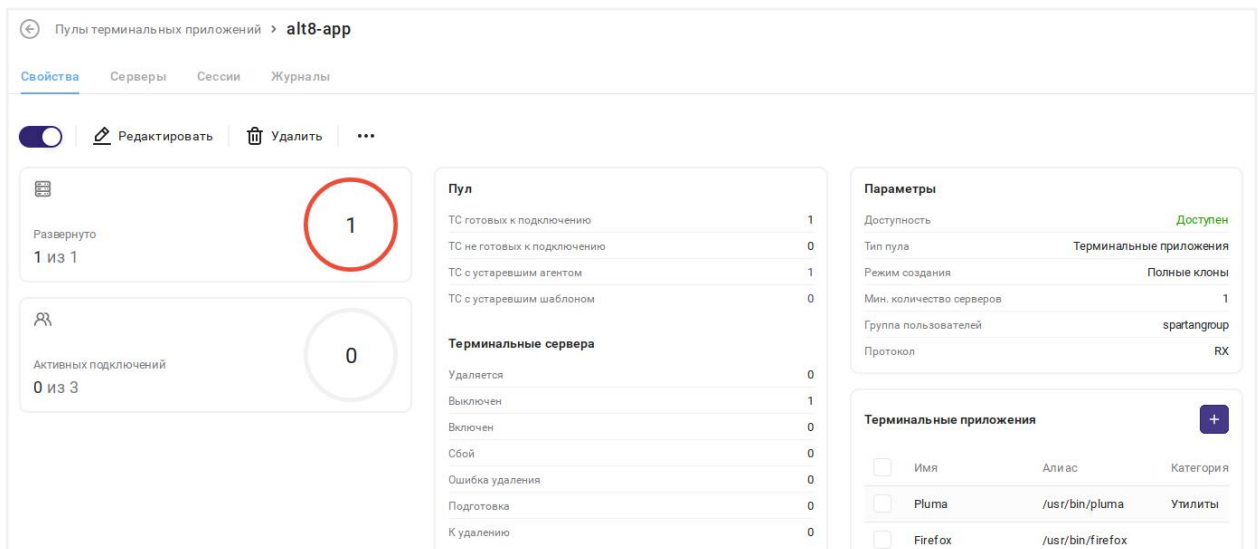 Пулы терминальных приложений > alt8-app
Свойства Серверы Сессии Журналы
Редактировать Удалить •••
Развернуто
1 из 1
1
Активных подключений
0 из 3
0
Пул
ТС готовых к подключению 1
ТС не готовых к подключению 0
ТС с устаревшим агентом 1
ТС с устаревшим шаблоном 0
Терминальные сервера
Удаляется 0
Выключен 1
Включен 0
Сбой 0
Ошибка удаления 0
Подготовка 0
К удалению 0
Параметры
Доступность Доступен
Тип пула Терминальные приложения
Режим создания Полные клоны
Мин. количество серверов 1
Группа пользователей spartangroup
Протокол RX
Терминальные приложения +
Имя Алиас Категория
Pluma /usr/bin/pluma Утилиты
Firefox /usr/bin/firefox